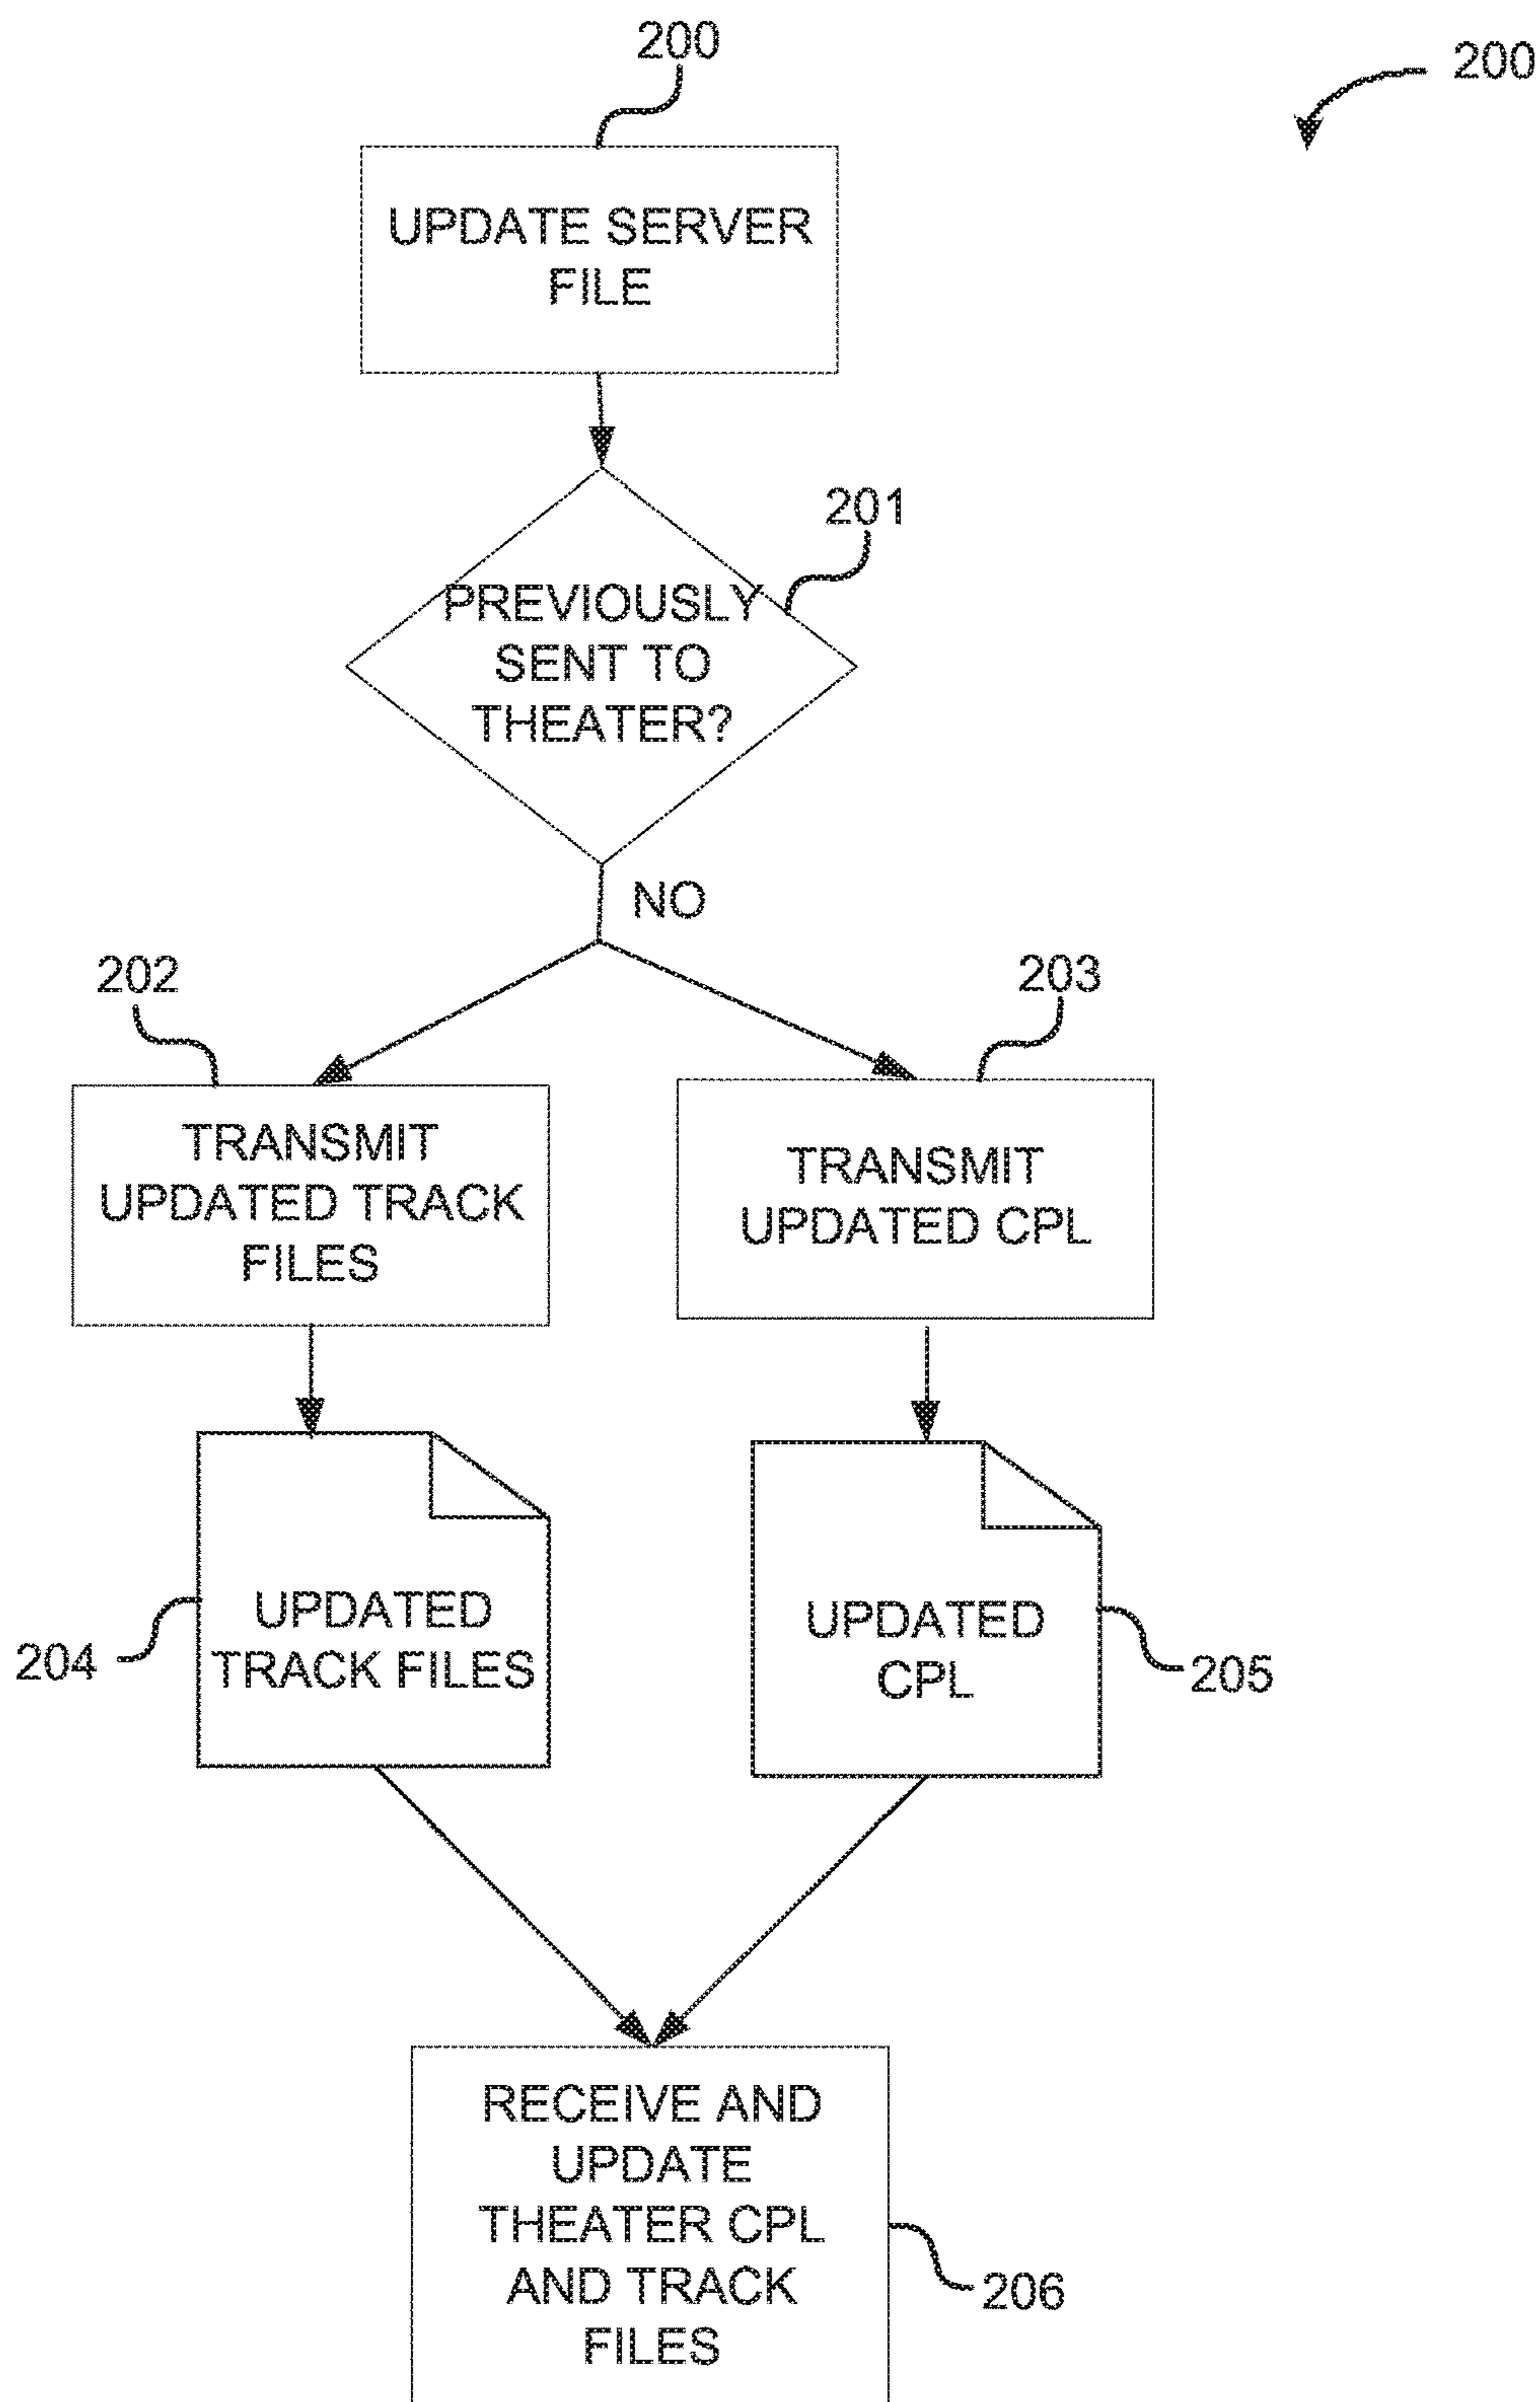 200
200
UPDATE SERVER
FILE
201
PREVIOUSLY
SENT TO
THEATER?
NO
202
203
TRANSMIT
UPDATED TRACK
FILES
TRANSMIT
UPDATED CPL
204
UPDATED
TRACK FILES
UPDATED
CPL
205
RECEIVE AND
UPDATE
THEATER CPL
AND TRACK
FILES
206